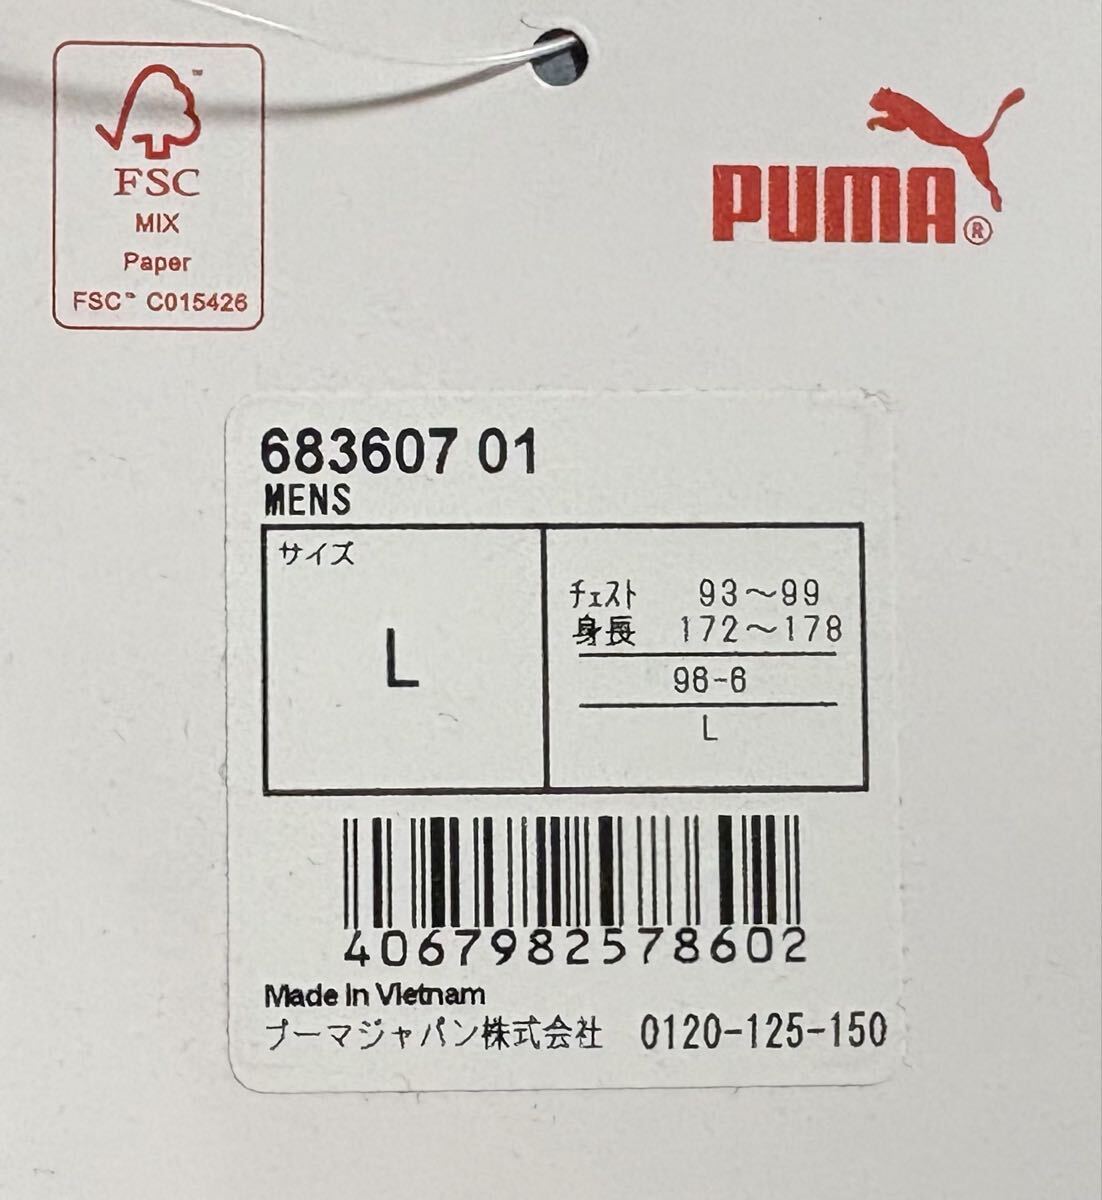 FSC™
MIX
Paper
FSC™ C015426
PUMA®
683607 01
MENS
サイズ
L
チェスト 93〜99
身長 172〜178
96-6
L
4067982578602
Made in Vietnam
プーマジャパン株式会社 0120-125-150